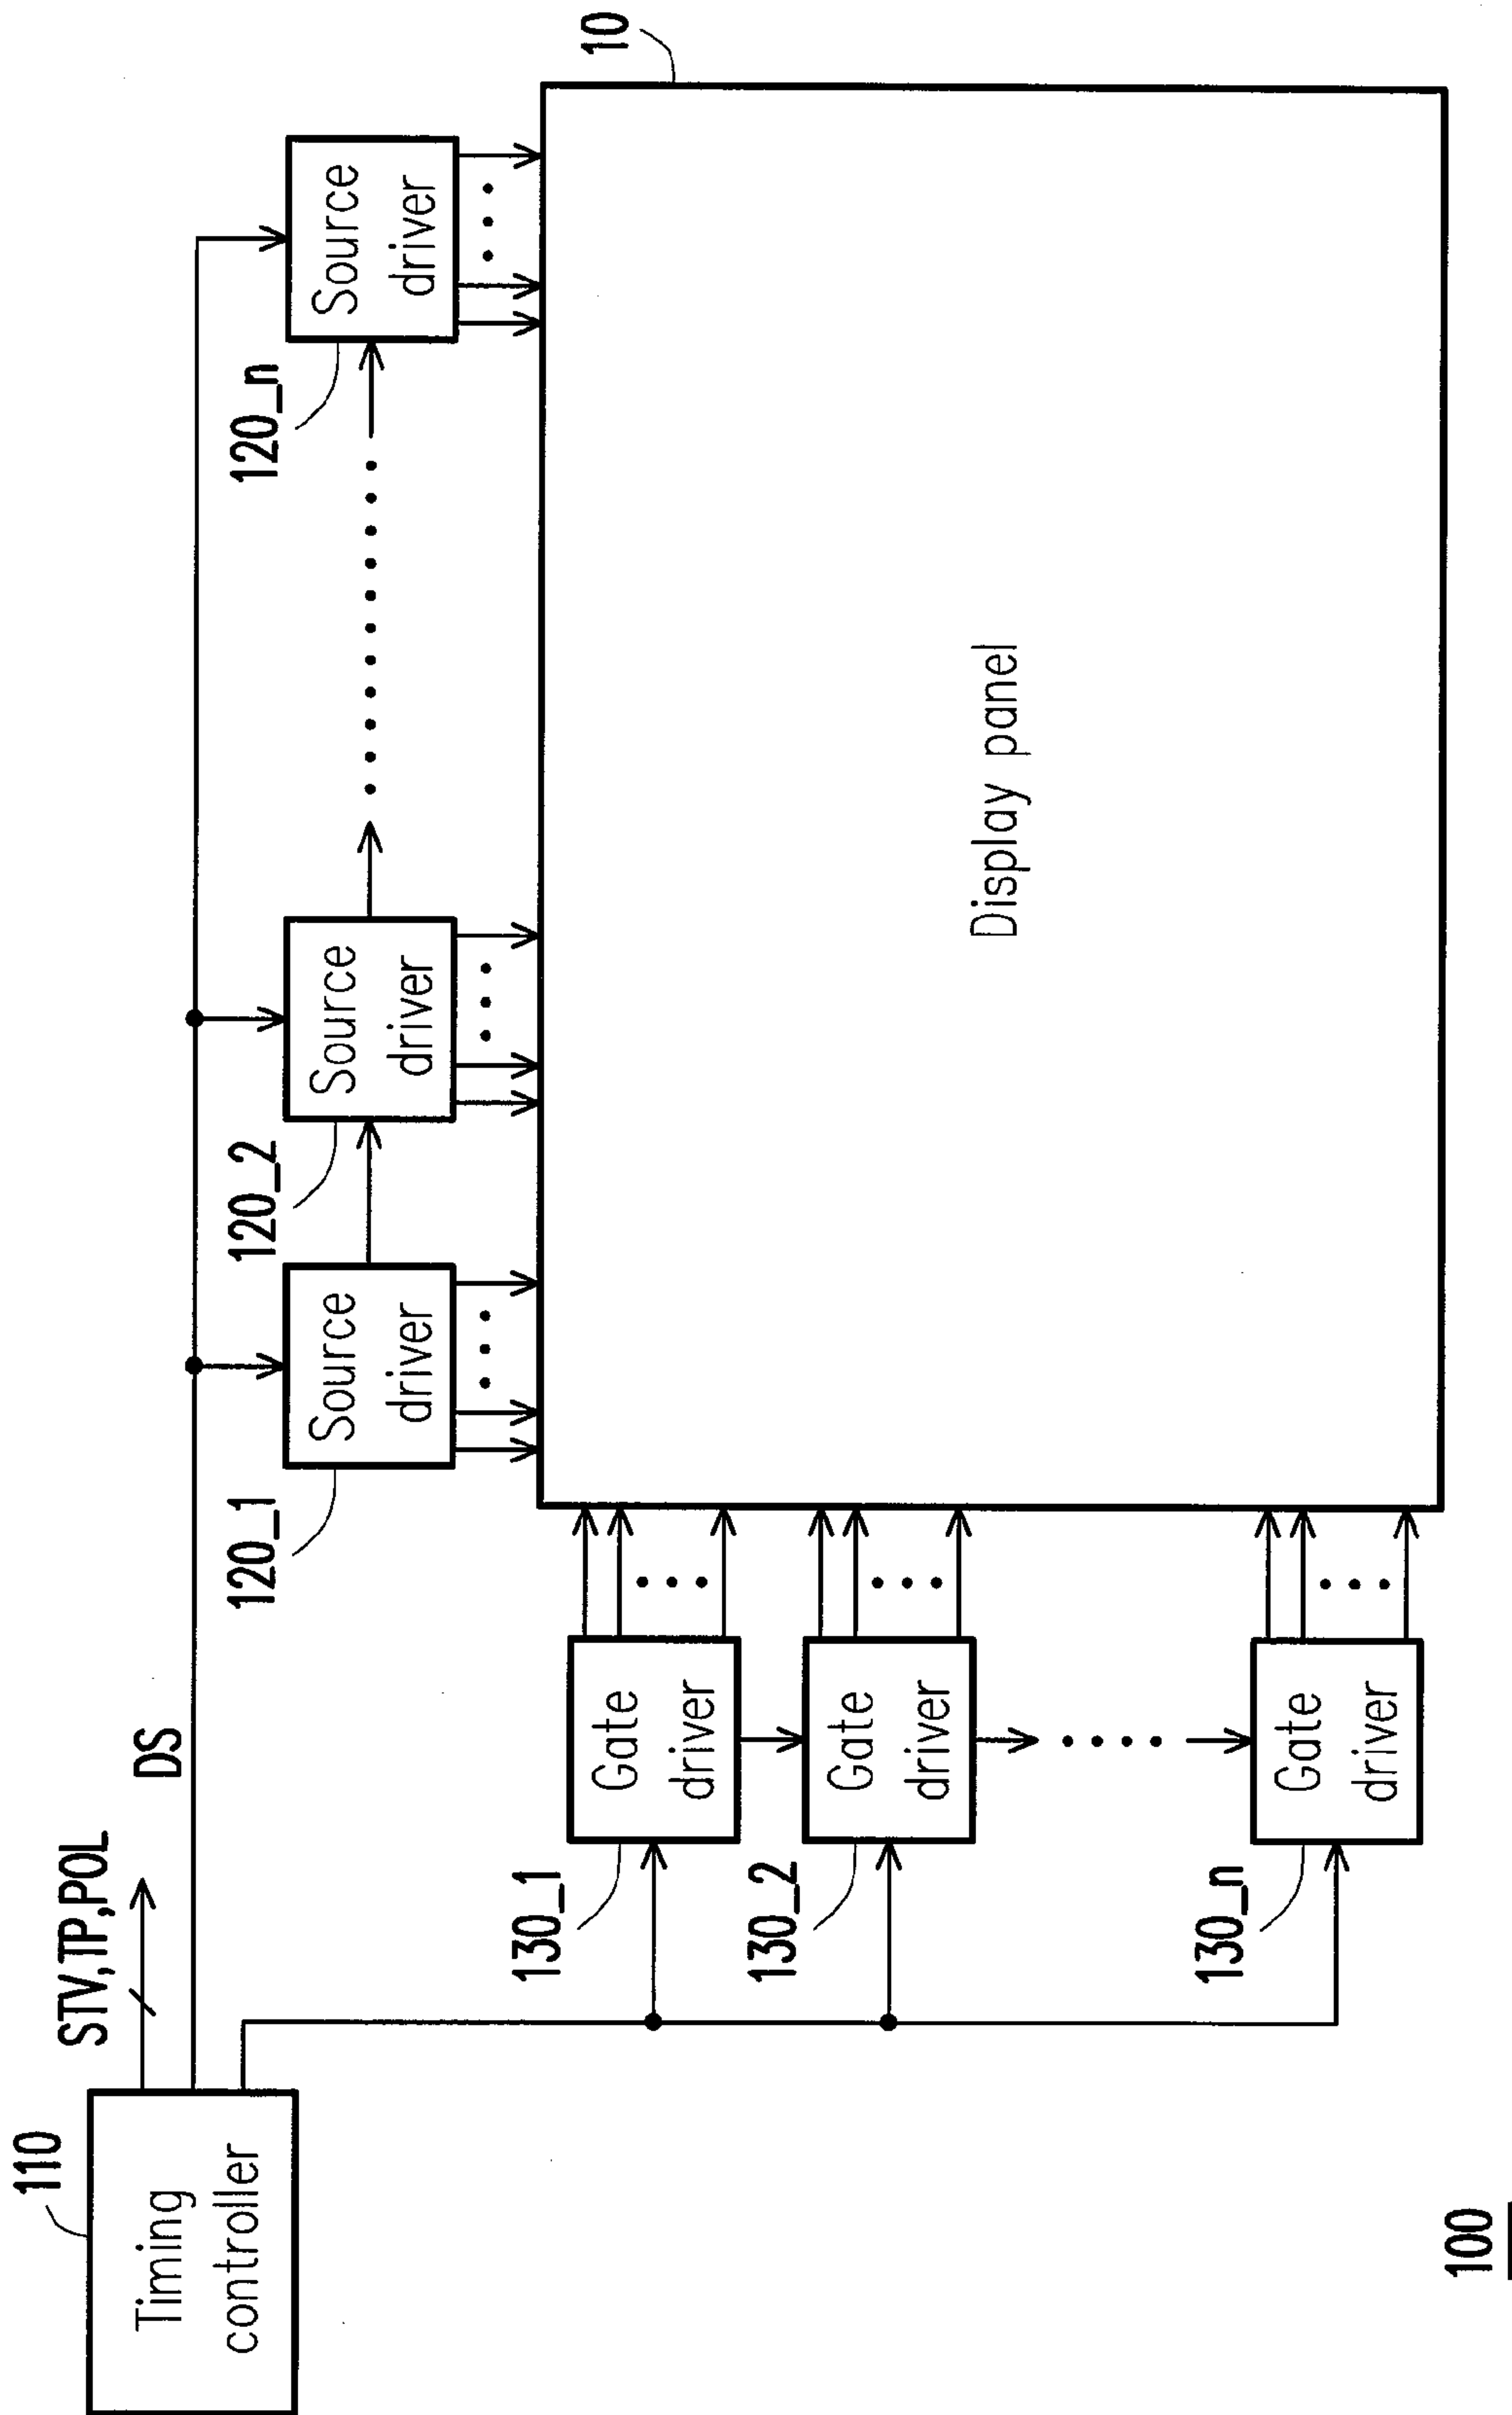 110
Timing
controller
STV,TP,POL
DS
120_1
Source
driver
120_2
Source
driver
120_n
Source
driver
10
130_1
Gate
driver
130_2
Gate
driver
130_n
Gate
driver
Display panel
100